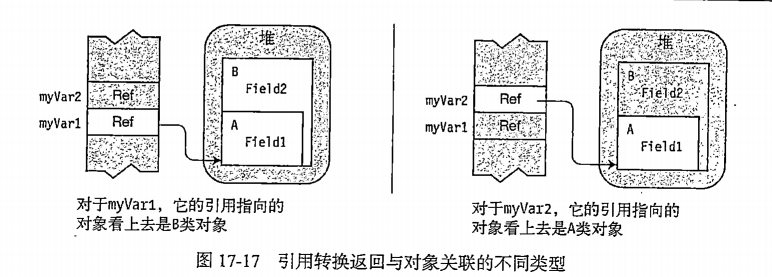 堆
B
Field2
myVar2 Ref
myVar1 Ref
A
Field1
对于myVar1，它的引用指向的
对象看上去是B类对象
堆
B
Field2
myVar2 Ref
myVar1 Ref
A
Field1
对于myVar2，它的引用指向的
对象看上去是A类对象
图 17-17 引用转换返回与对象关联的不同类型